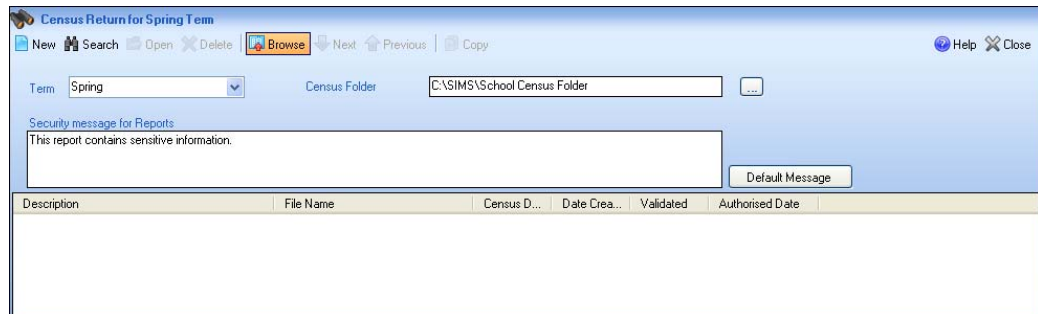 Census Return for Spring Term
New Search Open Delete Browse Next Previous Copy Help Close
Term Spring Census Folder C:\SIMS\School Census Folder ...
Security message for Reports
This report contains sensitive information.
Default Message
Description File Name Census D... Date Crea... Validated Authorised Date